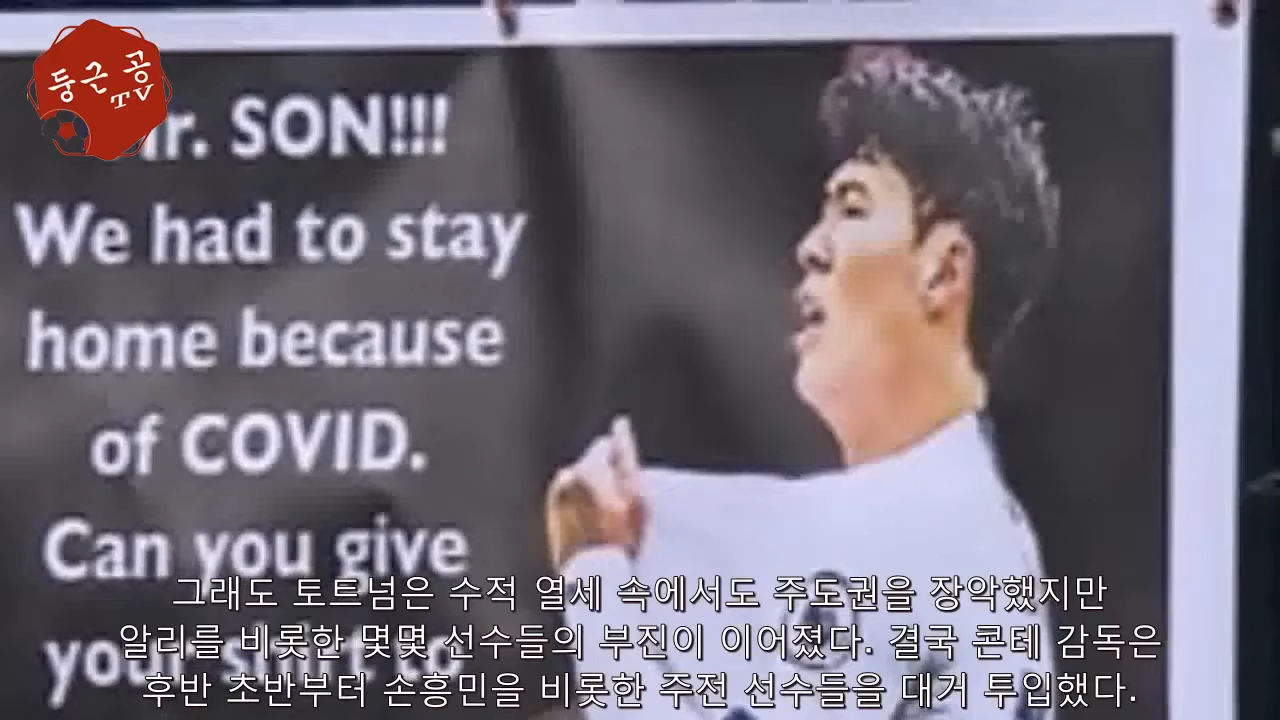 둥근 공
TV
Mr. SON!!!
We had to stay
home because
of COVID.
Can you give
your shirt to
그래도 토트넘은 수적 열세 속에서도 주도권을 장악했지만
알리를 비롯한 몇몇 선수들의 부진이 이어졌다. 결국 콘테 감독은
후반 초반부터 손흥민을 비롯한 주전 선수들을 대거 투입했다.